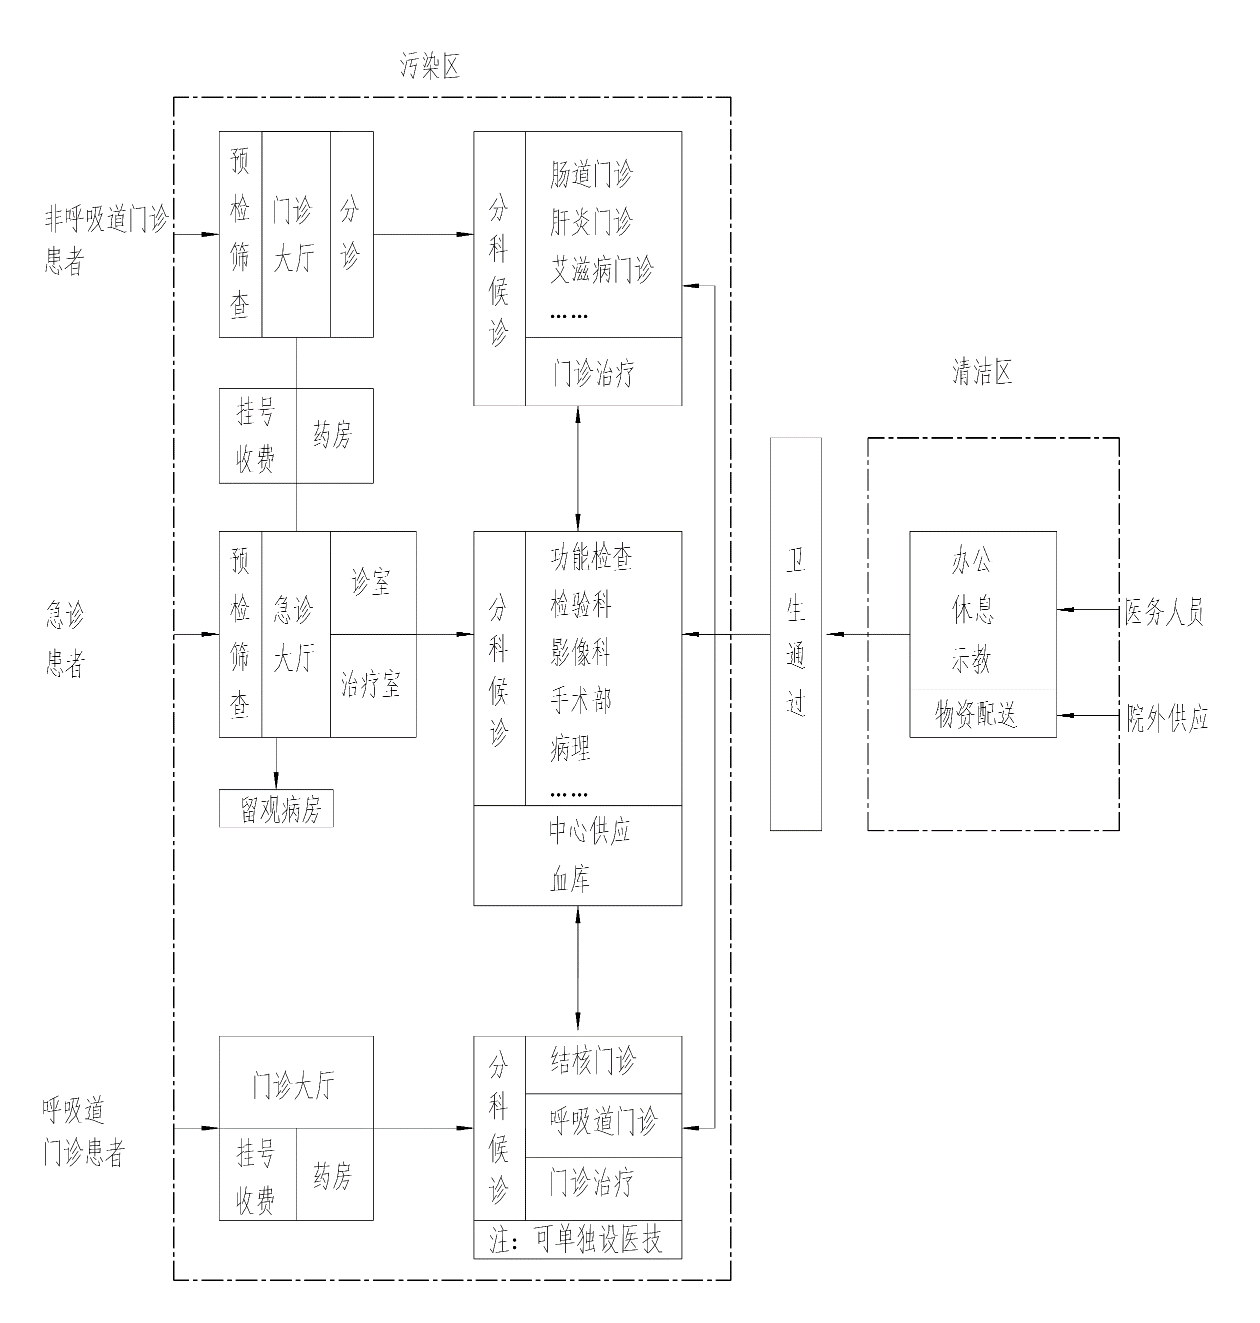 污染区
非呼吸道门诊
患者
预检筛查
门诊
大厅
分诊
分科候诊
肠道门诊
肝炎门诊
艾滋病门诊
……
门诊治疗
挂号
收费
药房
清洁区
急诊
患者
预检筛查
急诊
大厅
诊室
治疗室
留观病房
分科候诊
功能检查
检验科
影像科
手术部
病理
……
中心供应
血库
卫生通过
办公
休息
示教
物资配送
医务人员
院外供应
呼吸道
门诊患者
门诊大厅
挂号
收费
药房
分科候诊
结核门诊
呼吸道门诊
门诊治疗
注：可单独设医技